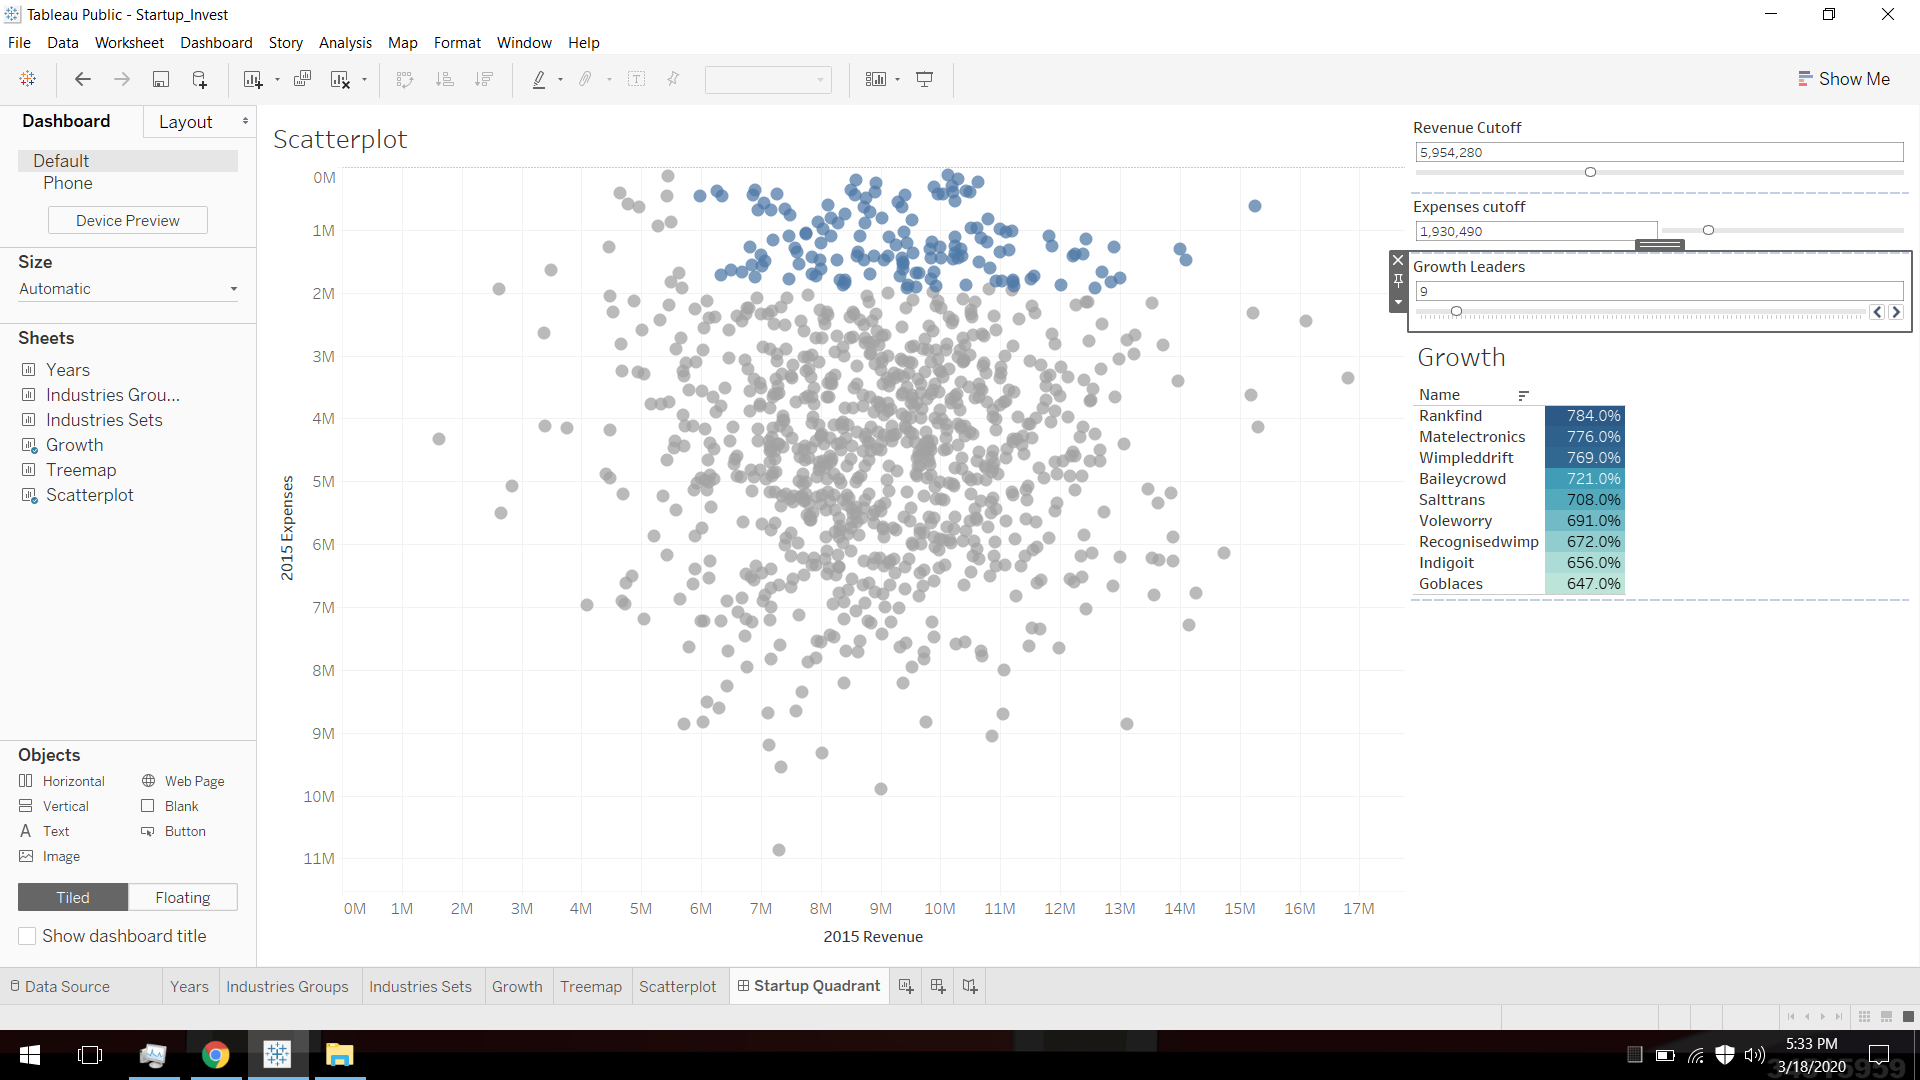 Tableau Public - Startup_Invest
File Data Worksheet Dashboard Story Analysis Map Format Window Help
Show Me
Dashboard Layout
Default
Phone
Device Preview
Size
Automatic
Sheets
Years
Industries Grou...
Industries Sets
Growth
Treemap
Scatterplot
Objects
Horizontal Web Page
Vertical Blank
Text Button
Image
Tiled Floating
Show dashboard title
Scatterplot
0M
1M
2M
3M
4M
5M
6M
7M
8M
9M
10M
11M
2015 Expenses
0M 1M 2M 3M 4M 5M 6M 7M 8M 9M 10M 11M 12M 13M 14M 15M 16M 17M
2015 Revenue
Revenue Cutoff
5,954,280
Expenses cutoff
1,930,490
Growth Leaders
9
Growth
Name
Rankfind 784.0%
Matelectronics 776.0%
Wimpleddrift 769.0%
Baileycrowd 721.0%
Salttrans 708.0%
Voleworry 691.0%
Recognisedwimp 672.0%
Indigoit 656.0%
Goblaces 647.0%
Data Source Years Industries Groups Industries Sets Growth Treemap Scatterplot Startup Quadrant
5:33 PM
3/18/2020